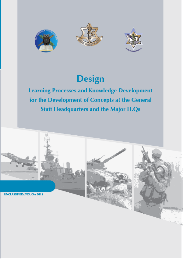 Design
Learning Processes and Knowledge Development
for the Development of Concepts at the General
Staff Headquarters and the Major HQs